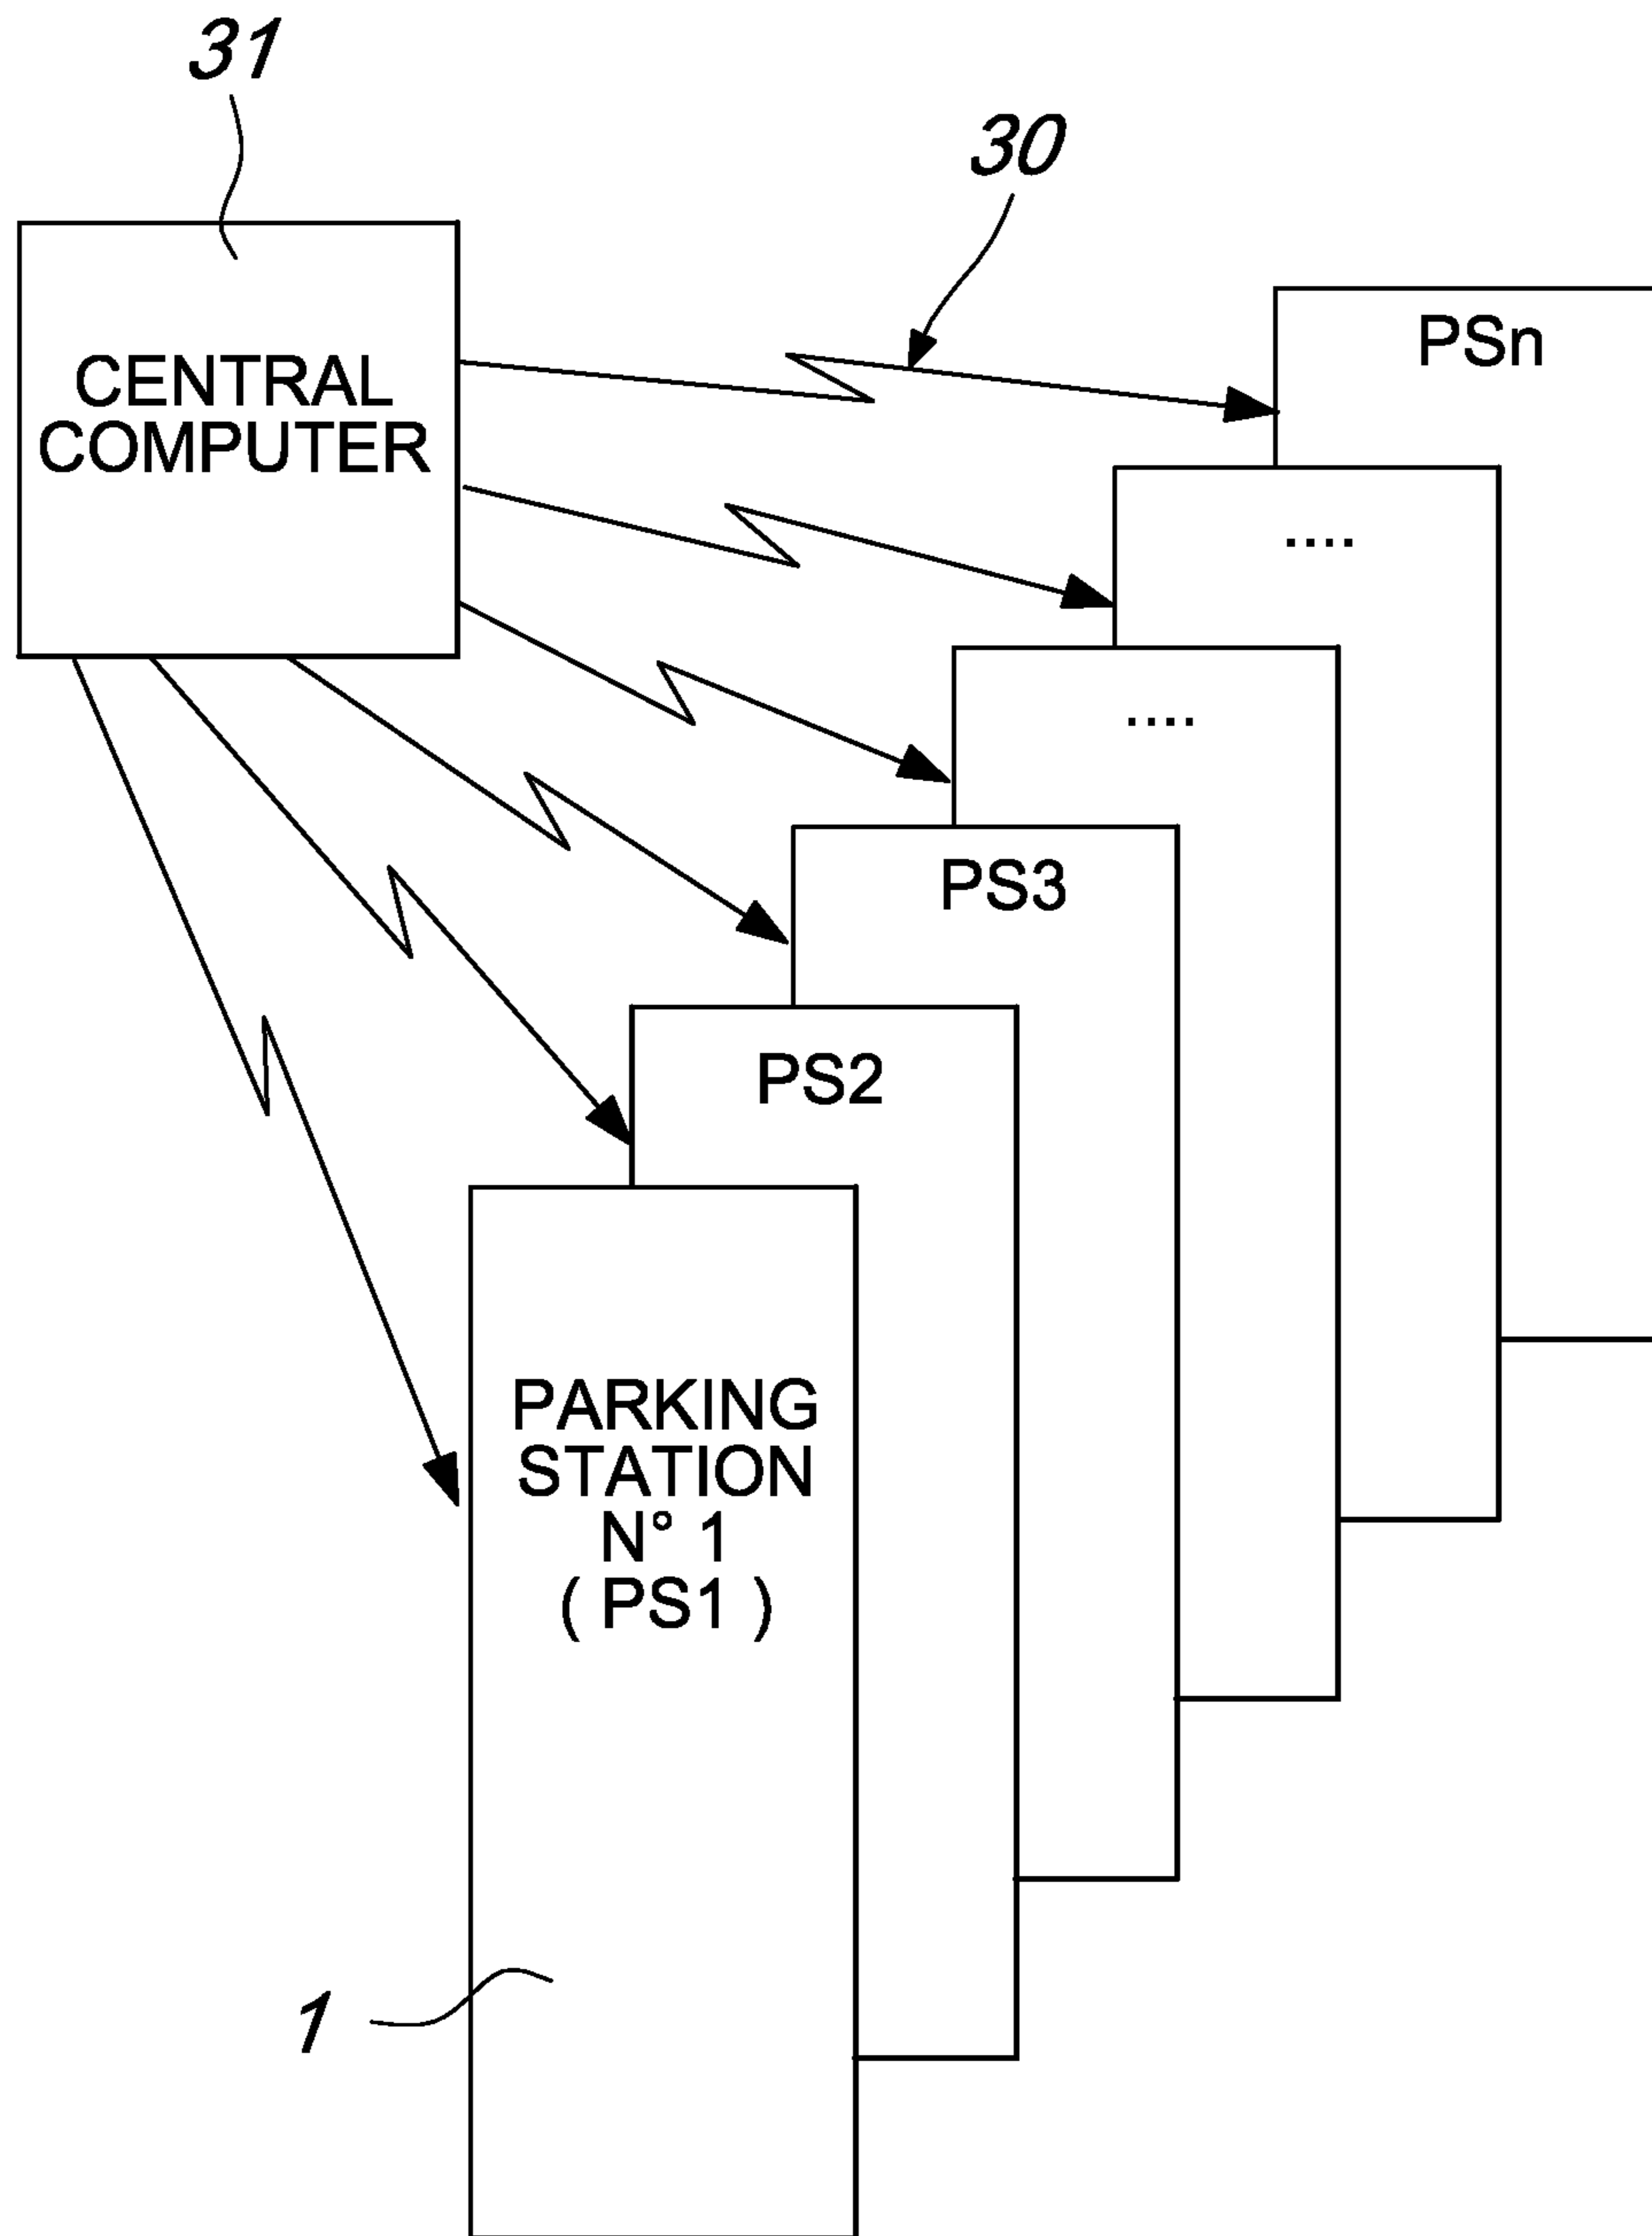 31
30
CENTRAL
COMPUTER
PSn
....
....
PS3
PS2
PARKING
STATION
N° 1
( PS1 )
1